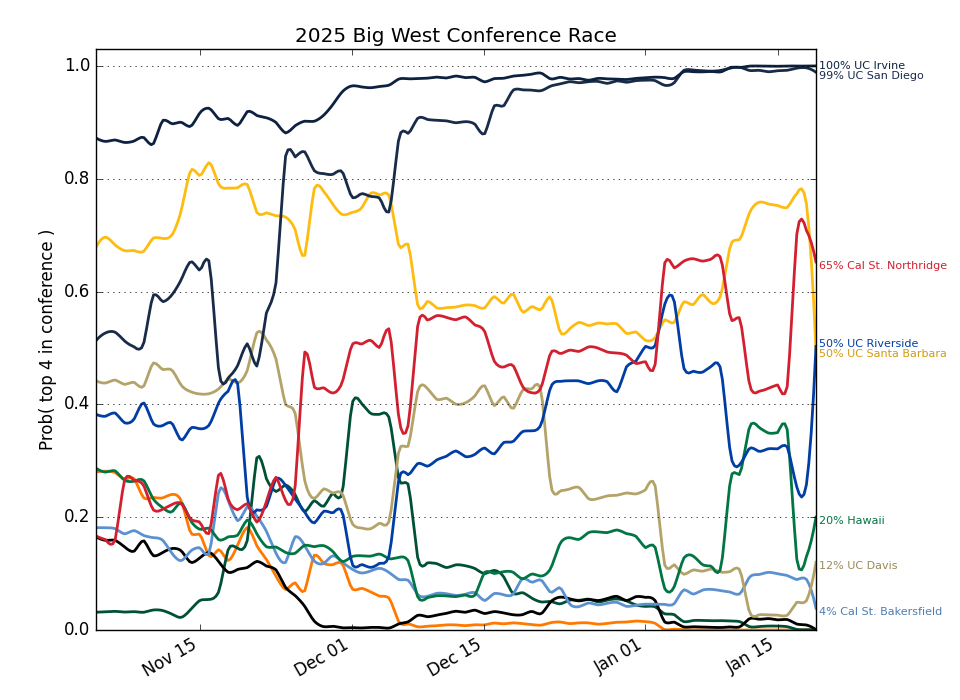 2025 Big West Conference Race
Prob( top 4 in conference )
1.0
0.8
0.6
0.4
0.2
0.0
Nov 15
Dec 01
Dec 15
Jan 01
Jan 15
100% UC Irvine
99% UC San Diego
65% Cal St. Northridge
50% UC Riverside
50% UC Santa Barbara
20% Hawaii
12% UC Davis
4% Cal St. Bakersfield